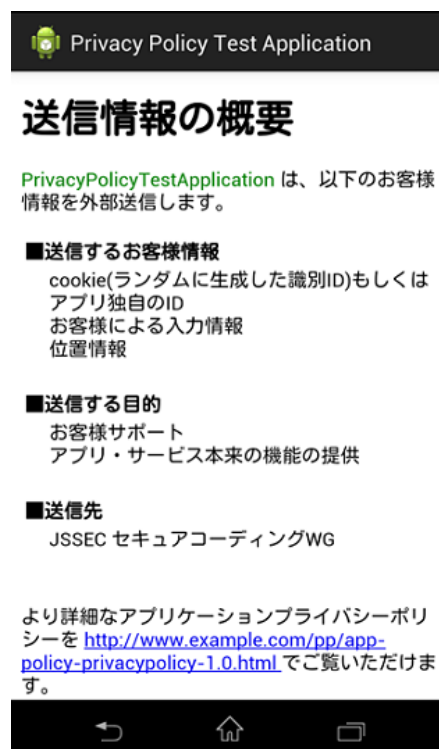 Privacy Policy Test Application
送信情報の概要
PrivacyPolicyTestApplication は、以下のお客様
情報を外部送信します。
■送信するお客様情報
cookie(ランダムに生成した識別ID)もしくは
アプリ独自のID
お客様による入力情報
位置情報
■送信する目的
お客様サポート
アプリ・サービス本来の機能の提供
■送信先
JSSEC セキュアコーディングWG
より詳細なアプリケーションプライバシーポリ
シーを http://www.example.com/pp/app-
policy-privacypolicy-1.0.html でご覧いただけま
す。